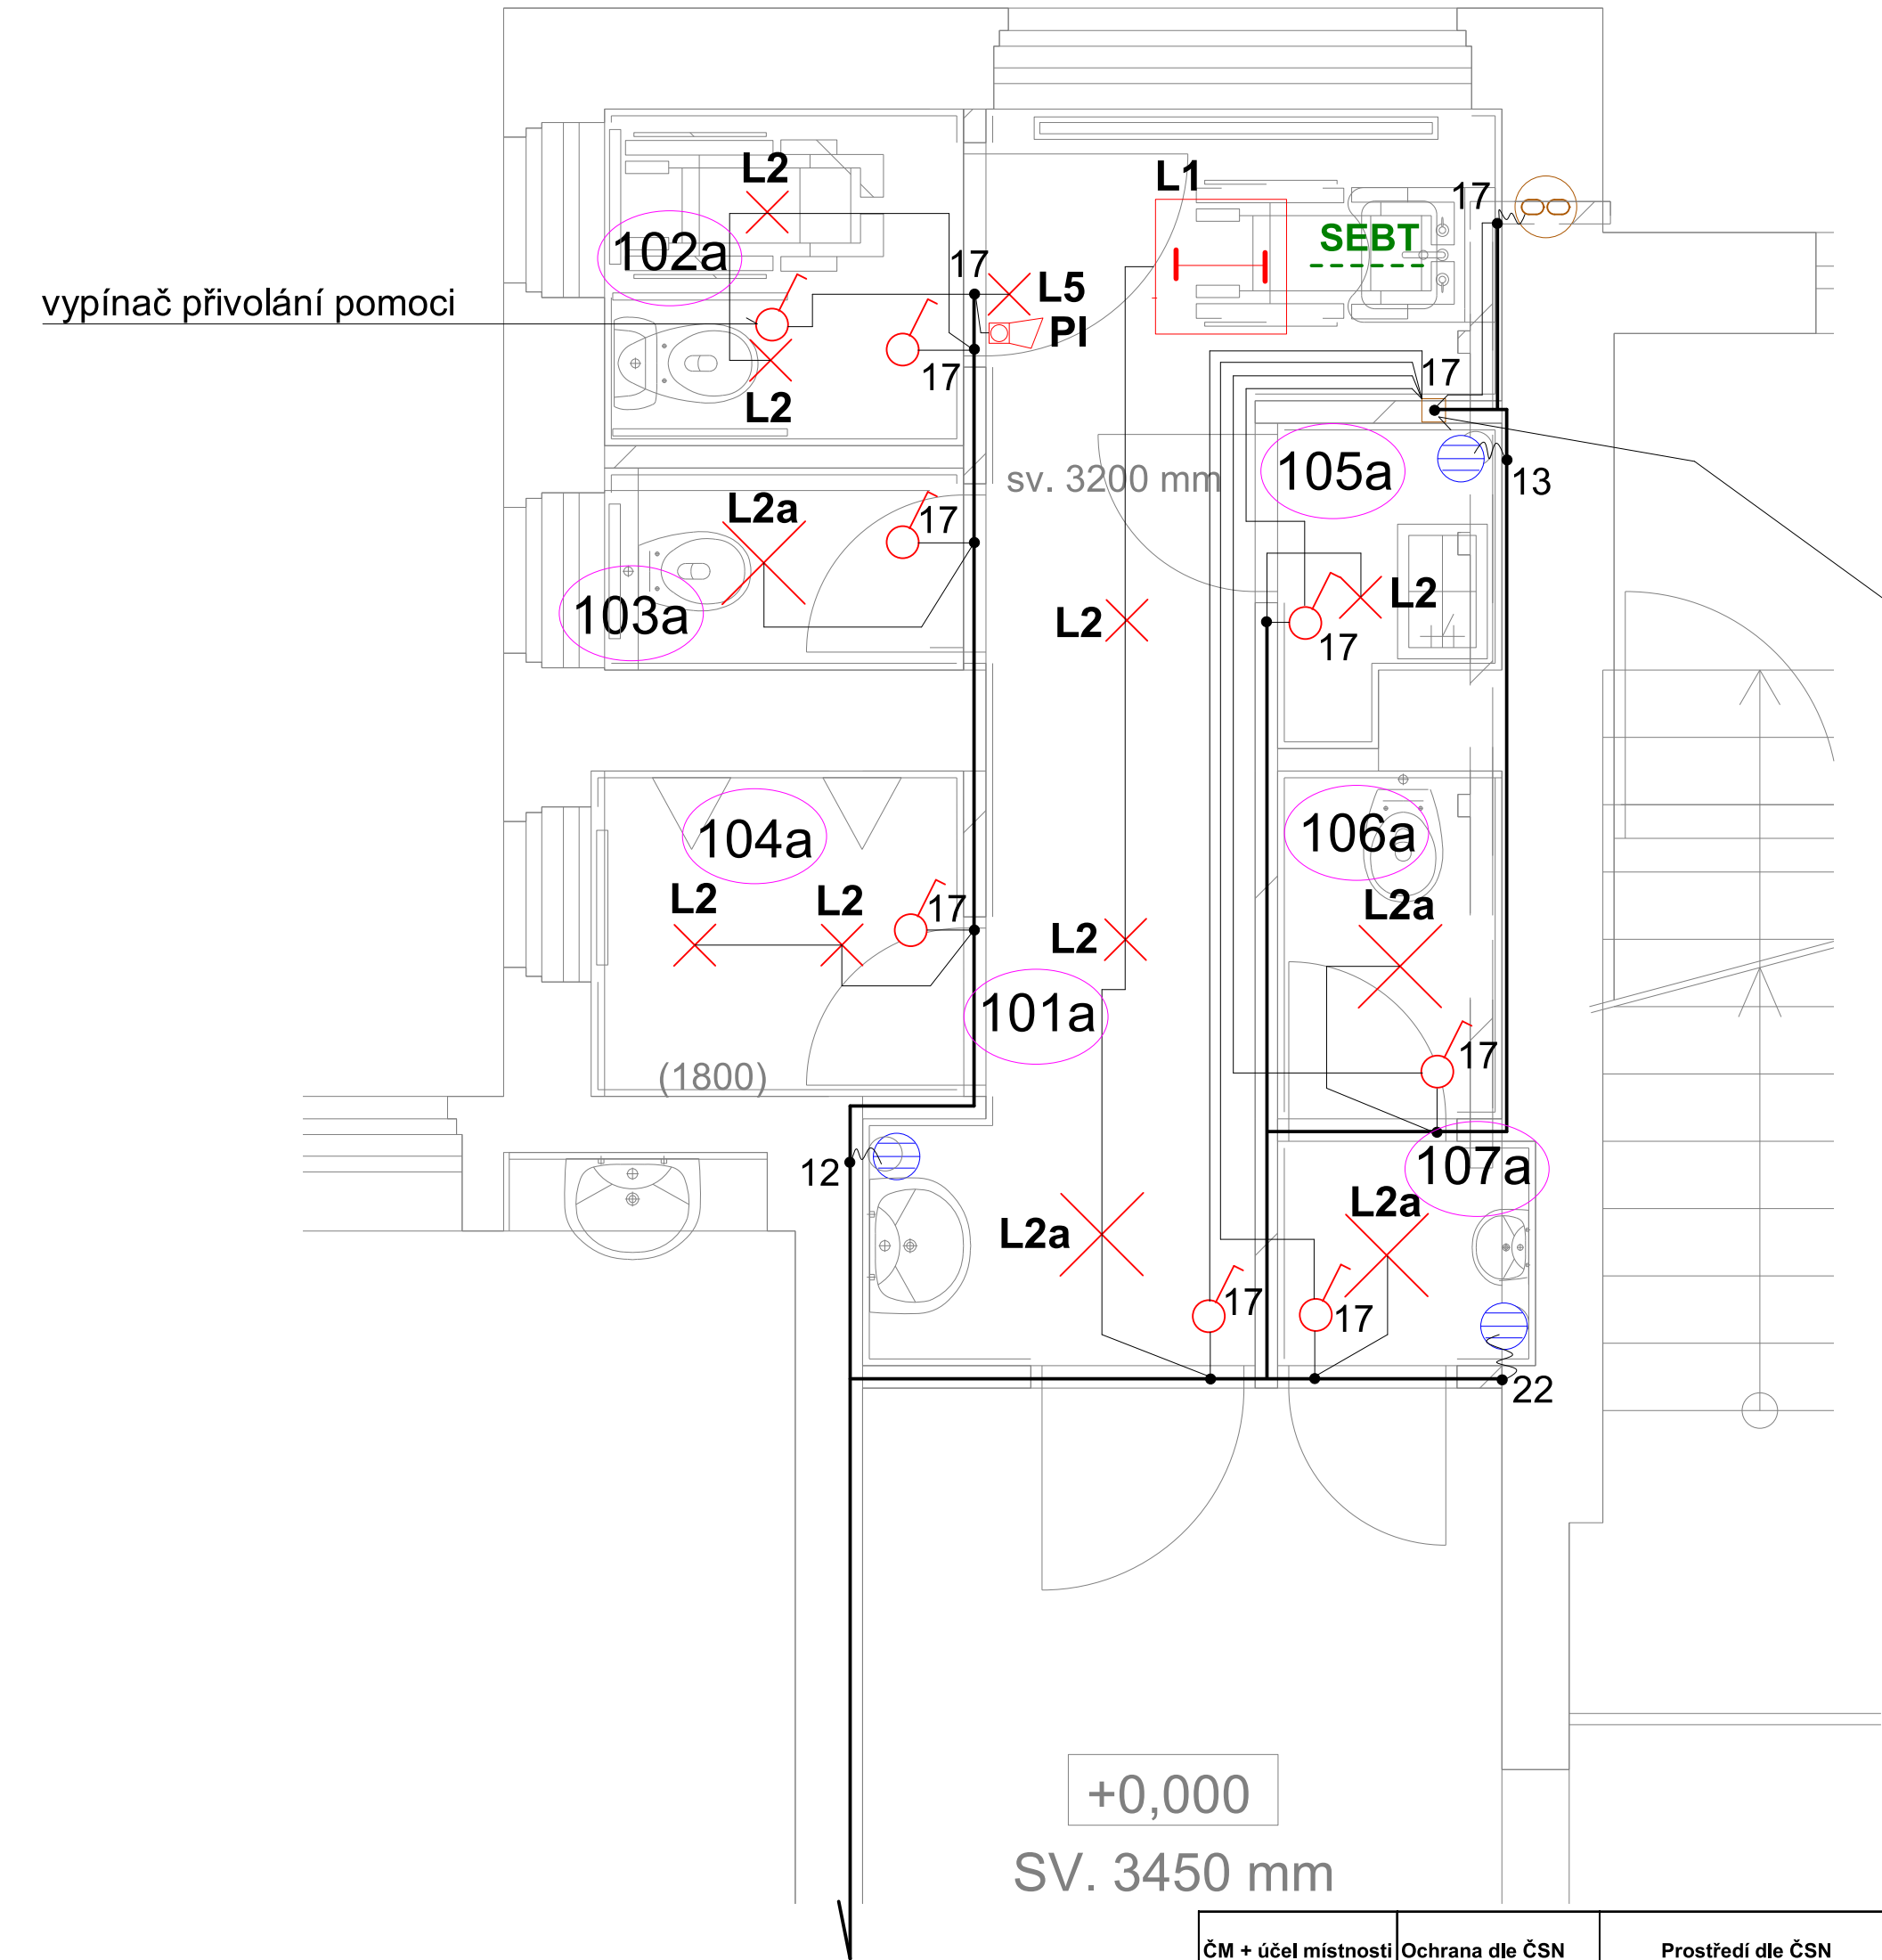 L2
L1
17
102a
SEBT
17
L5
vypínač přivolání pomoci
PI
17
17
L2
sv. 3200 mm
105a
13
L2a
17
103a
L2
L2
17
104a
106a
L2
L2
17
L2a
L2
101a
17
(1800)
12
107a
L2a
L2a
17
17
22
+0,000
SV. 3450 mm
ČM + účel místnosti
Ochrana dle ČSN
Prostředí dle ČSN